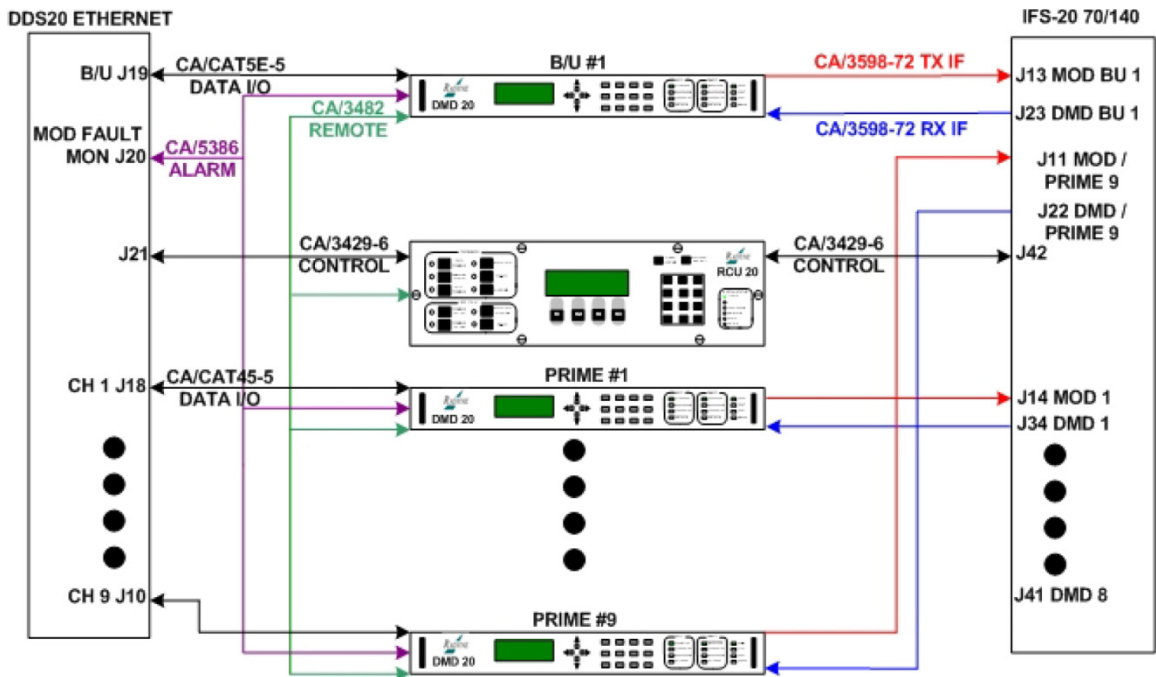 DDS20 ETHERNET
IFS-20 70/140
B/U J19
CA/CAT5E-5
DATA I/O
B/U #1
DMD 20
CA/3598-72 TX IF
J13 MOD BU 1
CA/3482
REMOTE
CA/3598-72 RX IF
J23 DMD BU 1
MOD FAULT
MON J20
CA/5386
ALARM
J11 MOD /
PRIME 9
J22 DMD /
PRIME 9
J21
CA/3429-6
CONTROL
RCU 20
CA/3429-6
CONTROL
J42
CH 1 J18
CA/CAT45-5
DATA I/O
PRIME #1
DMD 20
J14 MOD 1
J34 DMD 1
CH 9 J10
J41 DMD 8
PRIME #9
DMD 20